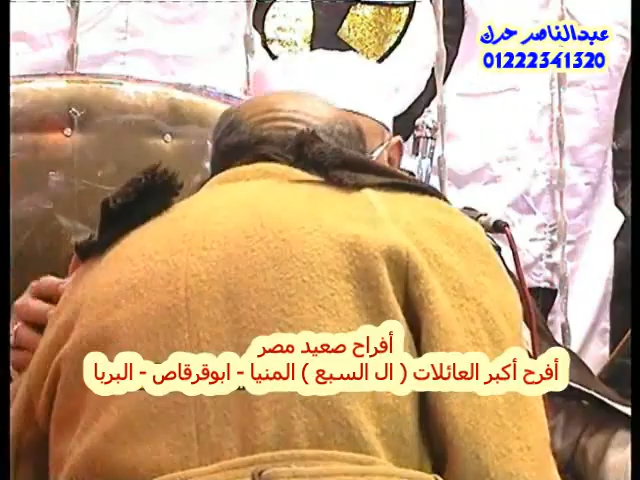 عبدالناصر حرك
01222341320
أفراح صعيد مصر
أفرح أكبر العائلات ( ال السبع ) المنيا - ابوقرقاص - البربا